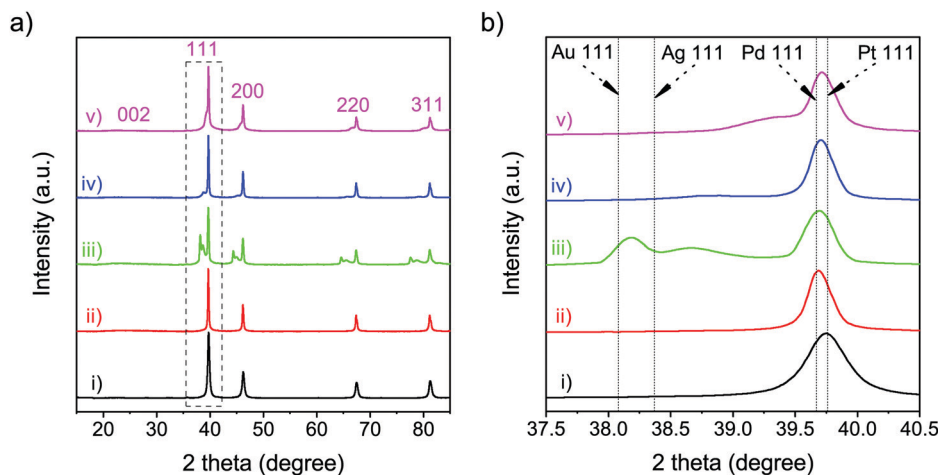 a)
111
002
200
220
311
v)
iv)
iii)
ii)
i)
Intensity (a.u.)
20 30 40 50 60 70 80
2 theta (degree)
b)
Au 111 Ag 111 Pd 111 Pt 111
v)
iv)
iii)
ii)
i)
Intensity (a.u.)
37.5 38.0 38.5 39.0 39.5 40.0 40.5
2 theta (degree)